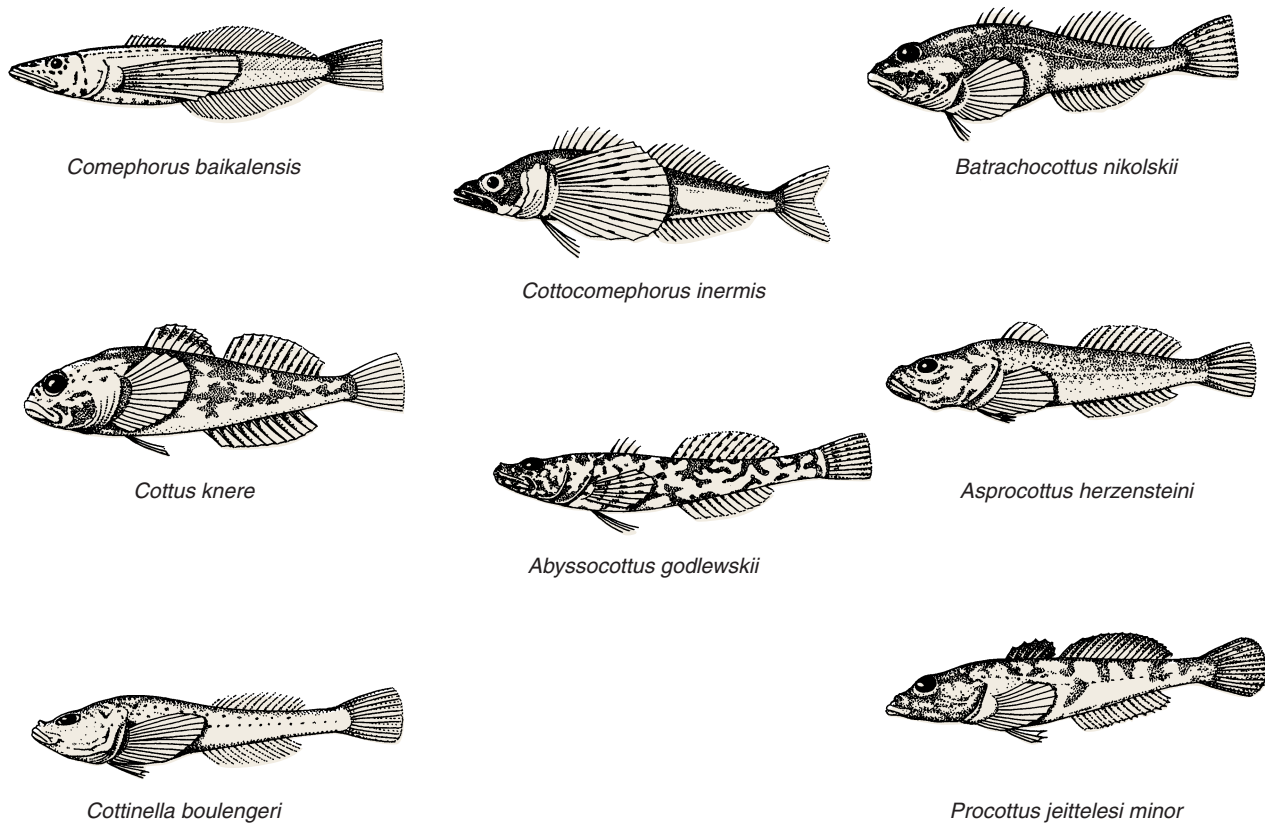 Comephorus baikalensis
Batrachocottus nikolskii
Cottocomephorus inermis
Cottus knere
Asprocottus herzensteini
Abyssocottus godlewskii
Cottinella boulengeri
Procottus jeittelesi minor